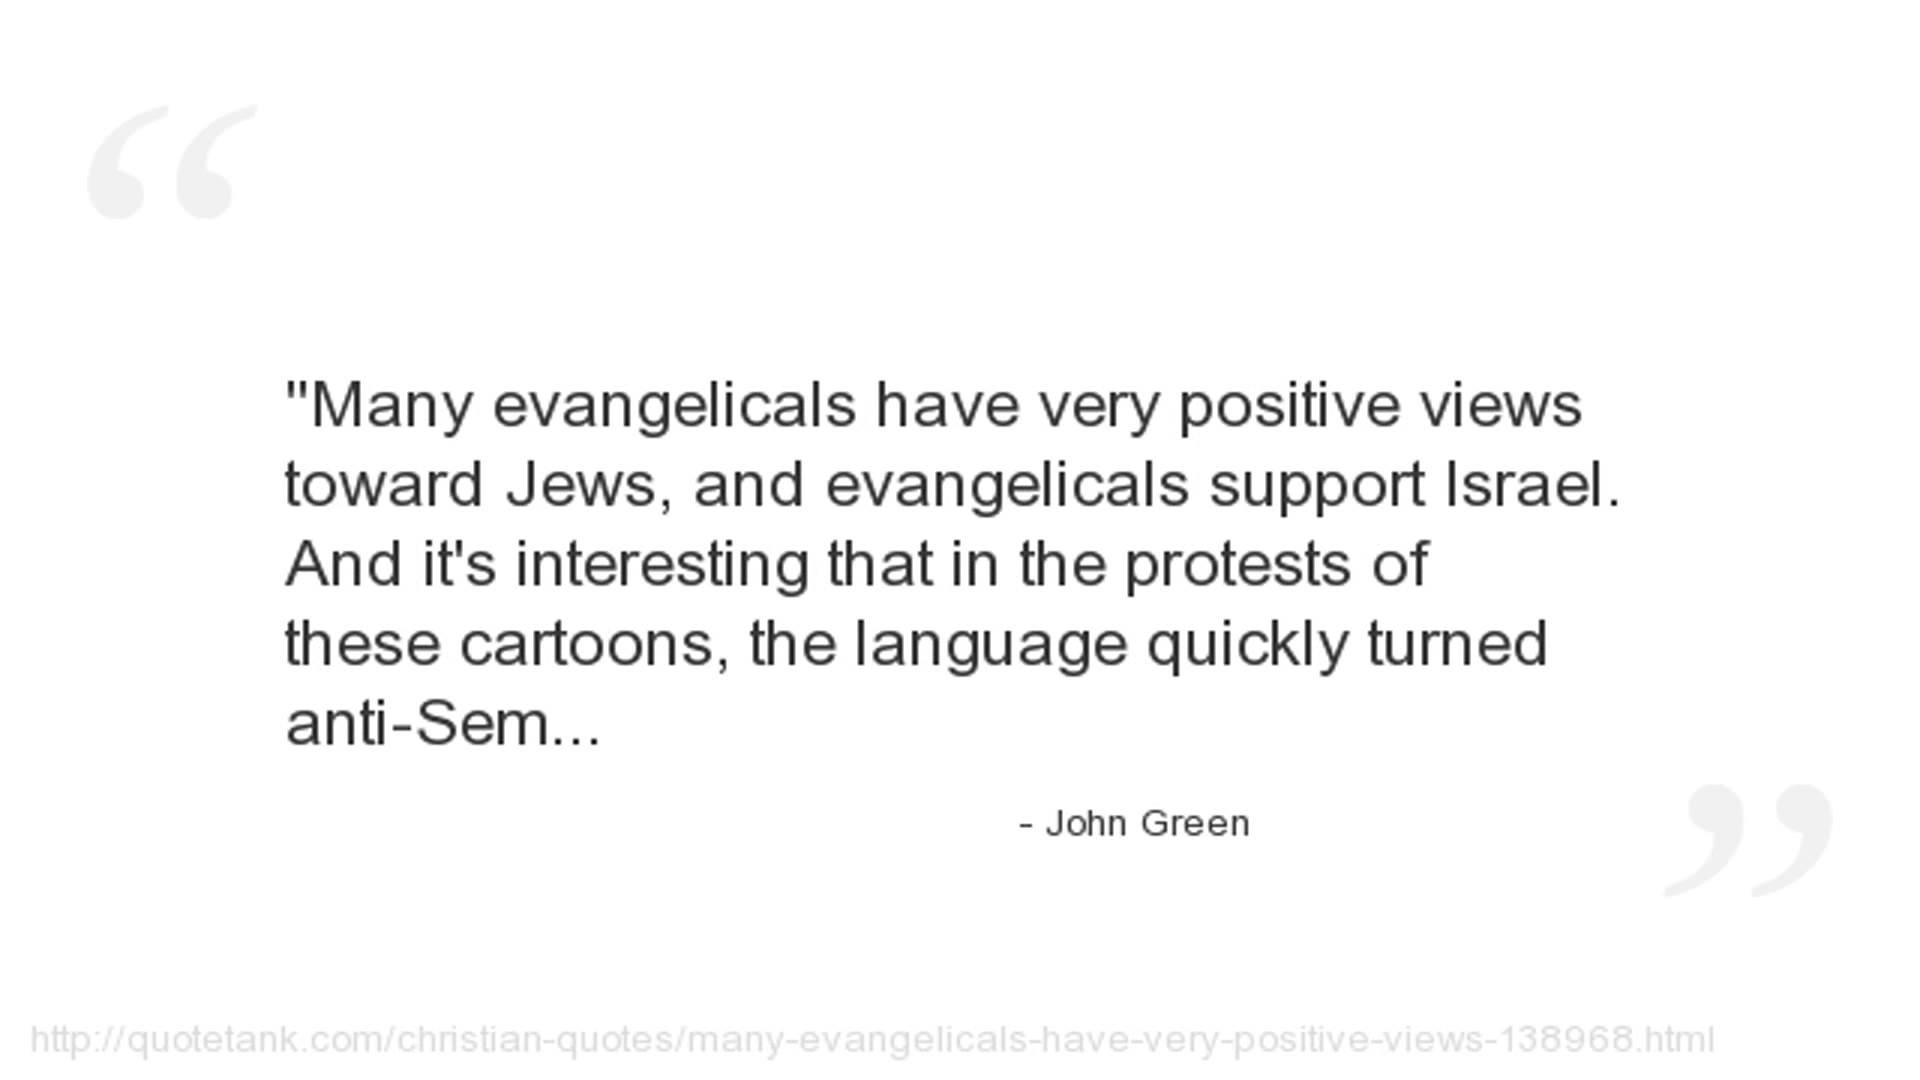 "Many evangelicals have very positive views
toward Jews, and evangelicals support Israel.
And it's interesting that in the protests of
these cartoons, the language quickly turned
anti-Sem...
- John Green
http://quotetank.com/christian-quotes/many-evangelicals-have-very-positive-views-138968.html